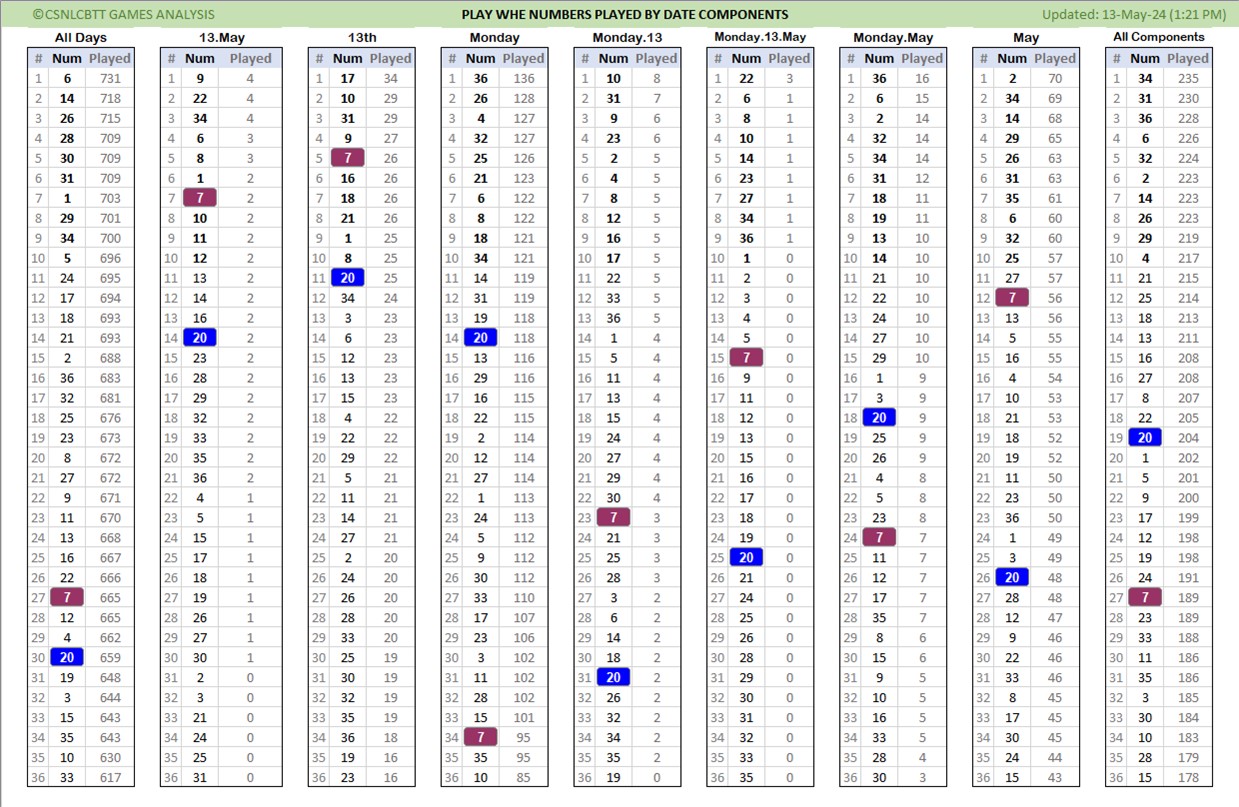 ©CSNLCBTT GAMES ANALYSIS PLAY WHE NUMBERS PLAYED BY DATE COMPONENTS Updated: 13-May-24 (1:21 PM)
All Days 13.May 13th Monday Monday.13 Monday.13.May Monday.May May All Components
# Num Played # Num Played # Num Played # Num Played # Num Played # Num Played # Num Played # Num Played # Num Played
1 6 731 1 9 4 1 17 34 1 36 136 1 10 8 1 22 3 1 36 16 1 2 70 1 34 235
2 14 718 2 22 4 2 10 29 2 26 128 2 31 7 2 6 1 2 6 15 2 34 69 2 31 230
3 26 715 3 34 4 3 31 29 3 4 127 3 9 6 3 8 1 3 2 14 3 14 68 3 36 228
4 28 709 4 6 3 4 9 27 4 32 127 4 23 6 4 10 1 4 32 14 4 29 65 4 6 226
5 30 709 5 8 3 5 7 26 5 25 126 5 2 5 5 14 1 5 34 14 5 26 63 5 32 224
6 31 709 6 1 2 6 16 26 6 21 123 6 4 5 6 23 1 6 31 12 6 31 63 6 2 223
7 1 703 7 7 2 7 18 26 7 6 122 7 8 5 7 27 1 7 18 11 7 35 61 7 14 223
8 29 701 8 10 2 8 21 26 8 8 122 8 12 5 8 34 1 8 19 11 8 6 60 8 26 223
9 34 700 9 11 2 9 1 25 9 18 121 9 16 5 9 36 1 9 13 10 9 32 60 9 29 219
10 5 696 10 12 2 10 8 25 10 34 121 10 17 5 10 1 0 10 14 10 10 25 57 10 4 217
11 24 695 11 13 2 11 20 25 11 14 119 11 22 5 11 2 0 11 21 10 11 27 57 11 21 215
12 17 694 12 14 2 12 34 24 12 31 119 12 33 5 12 3 0 12 22 10 12 7 56 12 25 214
13 18 693 13 16 2 13 3 23 13 19 118 13 36 5 13 4 0 13 24 10 13 13 56 13 18 213
14 21 693 14 20 2 14 6 23 14 20 118 14 1 4 14 5 0 14 27 10 14 5 55 14 13 211
15 2 688 15 23 2 15 12 23 15 13 116 15 5 4 15 7 0 15 29 10 15 16 55 15 16 208
16 36 683 16 28 2 16 13 23 16 29 116 16 11 4 16 9 0 16 1 9 16 4 54 16 27 208
17 32 681 17 29 2 17 15 23 17 16 115 17 13 4 17 11 0 17 3 9 17 10 53 17 8 207
18 25 676 18 32 2 18 4 22 18 22 115 18 15 4 18 12 0 18 20 9 18 21 53 18 22 205
19 23 673 19 33 2 19 22 22 19 2 114 19 24 4 19 13 0 19 25 9 19 18 52 19 20 204
20 8 672 20 35 2 20 29 22 20 12 114 20 27 4 20 15 0 20 26 9 20 19 52 20 1 202
21 27 672 21 36 2 21 5 21 21 27 114 21 29 4 21 16 0 21 4 8 21 11 50 21 5 201
22 9 671 22 4 1 22 11 21 22 1 113 22 30 4 22 17 0 22 5 8 22 23 50 22 9 200
23 11 670 23 5 1 23 14 21 23 24 113 23 7 3 23 18 0 23 23 8 23 36 50 23 17 199
24 13 668 24 15 1 24 27 21 24 5 112 24 21 3 24 19 0 24 7 7 24 1 49 24 12 198
25 16 667 25 17 1 25 2 20 25 9 112 25 25 3 25 20 0 25 11 7 25 3 49 25 19 198
26 22 666 26 18 1 26 24 20 26 30 112 26 28 3 26 21 0 26 12 7 26 20 48 26 24 191
27 7 665 27 19 1 27 26 20 27 33 110 27 3 2 27 24 0 27 17 7 27 28 48 27 7 189
28 12 665 28 26 1 28 28 20 28 17 107 28 6 2 28 25 0 28 35 7 28 12 47 28 23 189
29 4 662 29 27 1 29 33 20 29 23 106 29 14 2 29 26 0 29 8 6 29 9 46 29 33 188
30 20 659 30 30 1 30 25 19 30 3 102 30 18 2 30 28 0 30 15 6 30 22 46 30 11 186
31 19 648 31 2 0 31 30 19 31 11 102 31 20 2 31 29 0 31 9 5 31 33 46 31 35 186
32 3 644 32 3 0 32 32 19 32 28 102 32 26 2 32 30 0 32 10 5 32 8 45 32 3 185
33 15 643 33 21 0 33 35 19 33 15 101 33 32 2 33 31 0 33 16 5 33 17 45 33 30 184
34 35 643 34 24 0 34 36 18 34 7 95 34 34 2 34 32 0 34 33 5 34 30 45 34 10 183
35 10 630 35 25 0 35 19 16 35 35 95 35 35 2 35 33 0 35 28 4 35 24 44 35 28 179
36 33 617 36 31 0 36 23 16 36 10 85 36 19 0 36 35 0 36 30 3 36 15 43 36 15 178